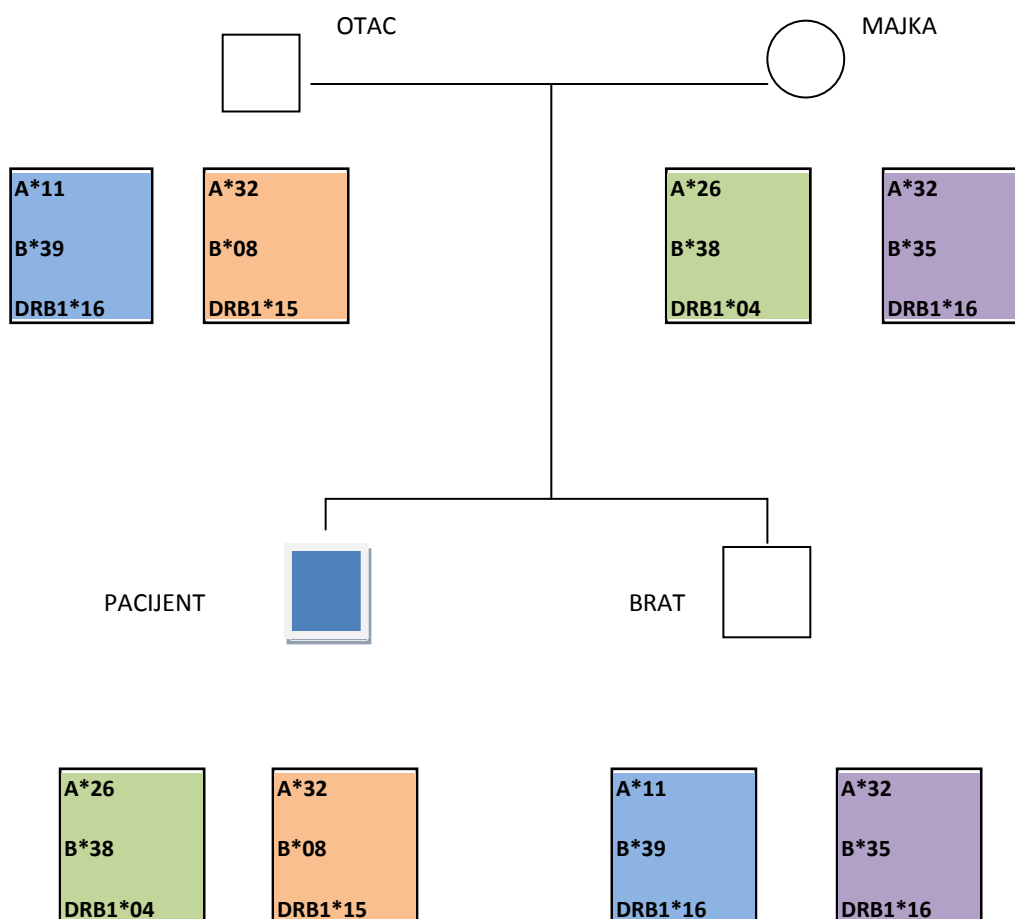 OTAC
MAJKA
A*11
B*39
DRB1*16
A*32
B*08
DRB1*15
A*26
B*38
DRB1*04
A*32
B*35
DRB1*16
PACIJENT
BRAT
A*26
B*38
DRB1*04
A*32
B*08
DRB1*15
A*11
B*39
DRB1*16
A*32
B*35
DRB1*16